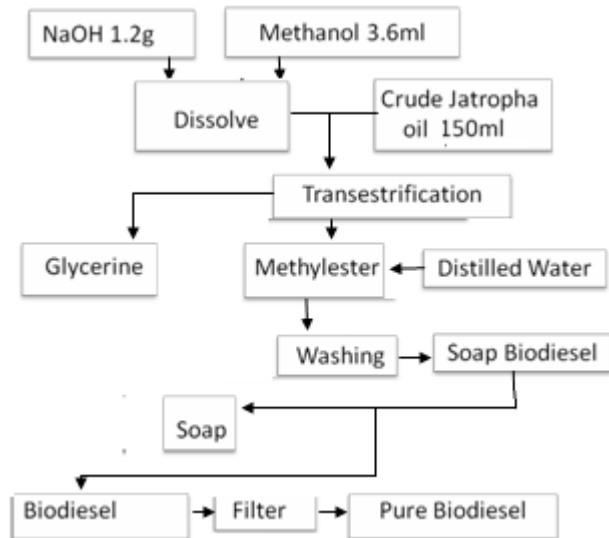 NaOH 1.2g
Methanol 3.6ml
Dissolve
Crude Jatropha
oil 150ml
Transestrification
Glycerine
Methylester
Distilled Water
Washing
Soap Biodiesel
Soap
Biodiesel
Filter
Pure Biodiesel